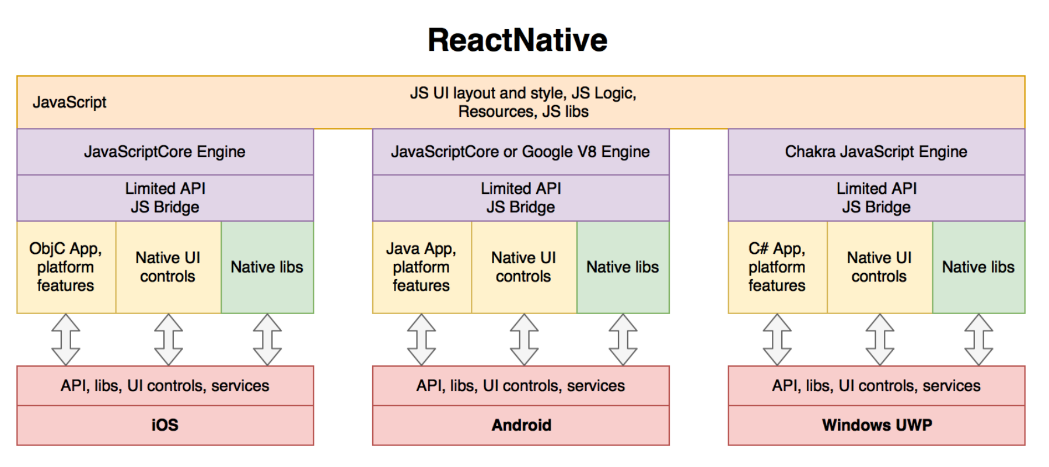 ReactNative
JavaScript
JS UI layout and style, JS Logic,
Resources, JS libs
JavaScriptCore Engine
Limited API
JS Bridge
ObjC App,
platform
features
Native UI
controls
Native libs
API, libs, UI controls, services
iOS
JavaScriptCore or Google V8 Engine
Limited API
JS Bridge
Java App,
platform
features
Native UI
controls
Native libs
API, libs, UI controls, services
Android
Chakra JavaScript Engine
Limited API
JS Bridge
C# App,
platform
features
Native UI
controls
Native libs
API, libs, UI controls, services
Windows UWP